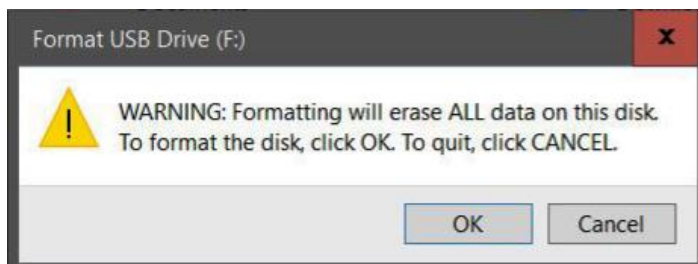 Format USB Drive (F:)
x
WARNING: Formatting will erase ALL data on this disk.
To format the disk, click OK. To quit, click CANCEL.
OK Cancel